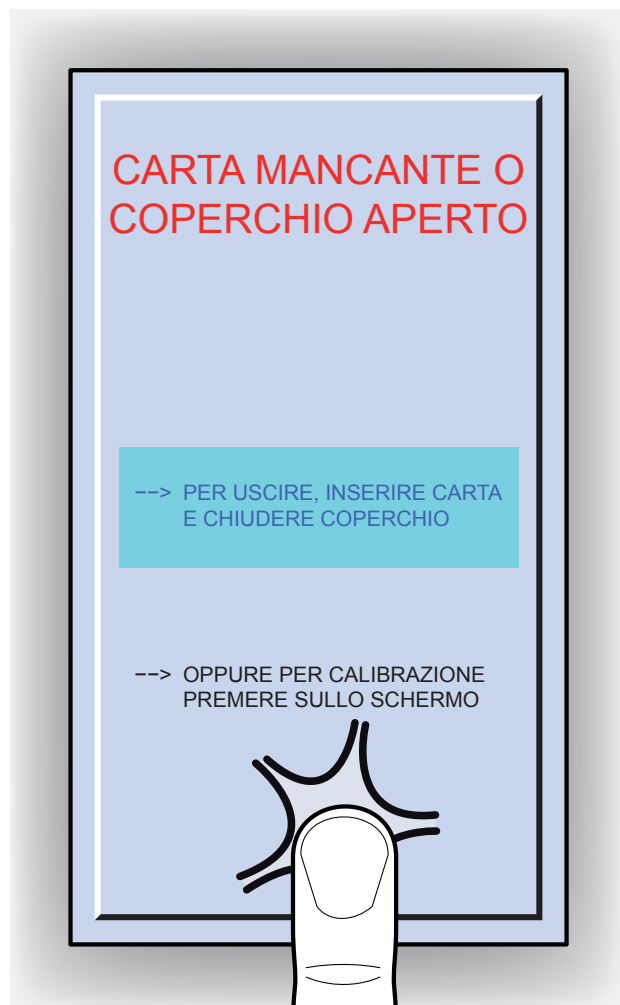 CARTA MANCANTE O
COPERCHIO APERTO
--> PER USCIRE, INSERIRE CARTA
E CHIUDERE COPERCHIO
--> OPPURE PER CALIBRAZIONE
PREMERE SULLO SCHERMO